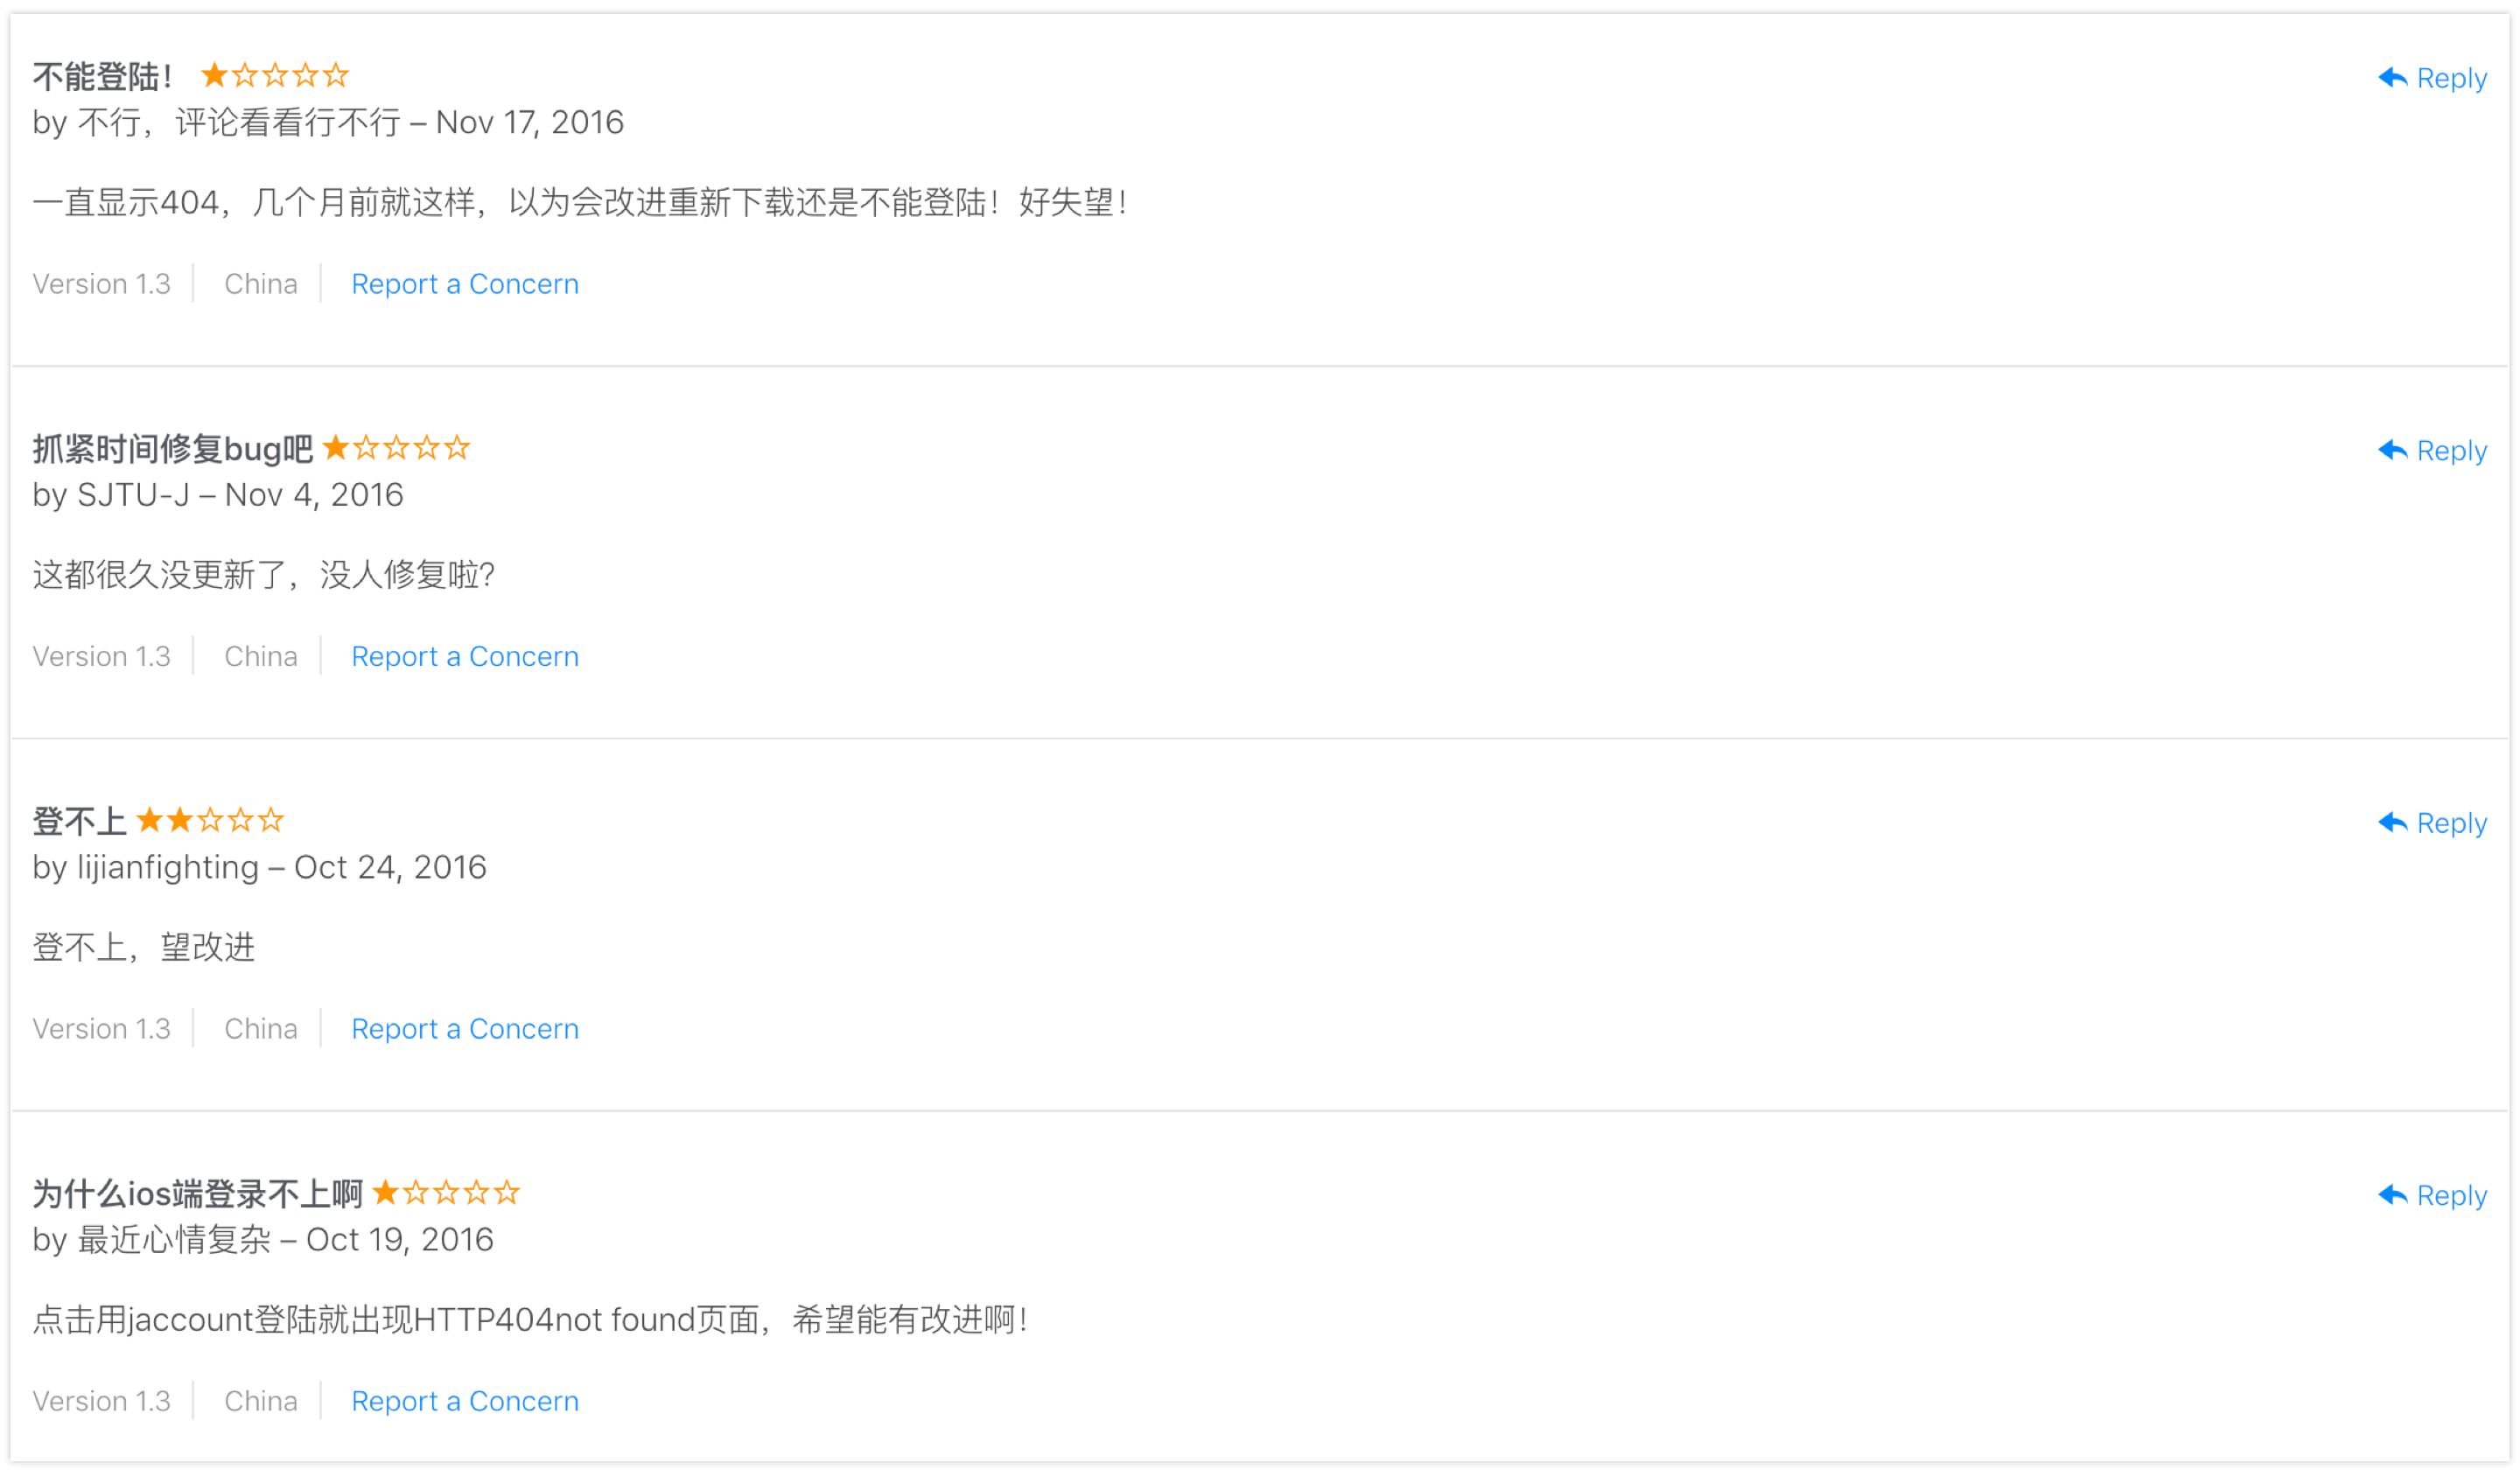 不能登陆！ ★☆☆☆☆
Reply
by 不行，评论看看行不行 – Nov 17, 2016
一直显示404，几个月前就这样，以为会改进重新下载还是不能登陆！好失望！
Version 1.3 China Report a Concern
抓紧时间修复bug吧 ★☆☆☆☆
Reply
by SJTU-J – Nov 4, 2016
这都很久没更新了，没人修复啦？
Version 1.3 China Report a Concern
登不上 ★★☆☆☆
Reply
by lijianfighting – Oct 24, 2016
登不上，望改进
Version 1.3 China Report a Concern
为什么ios端登录不上啊 ★☆☆☆☆
Reply
by 最近心情复杂 – Oct 19, 2016
点击用jaccount登陆就出现HTTP404not found页面，希望能有改进啊！
Version 1.3 China Report a Concern